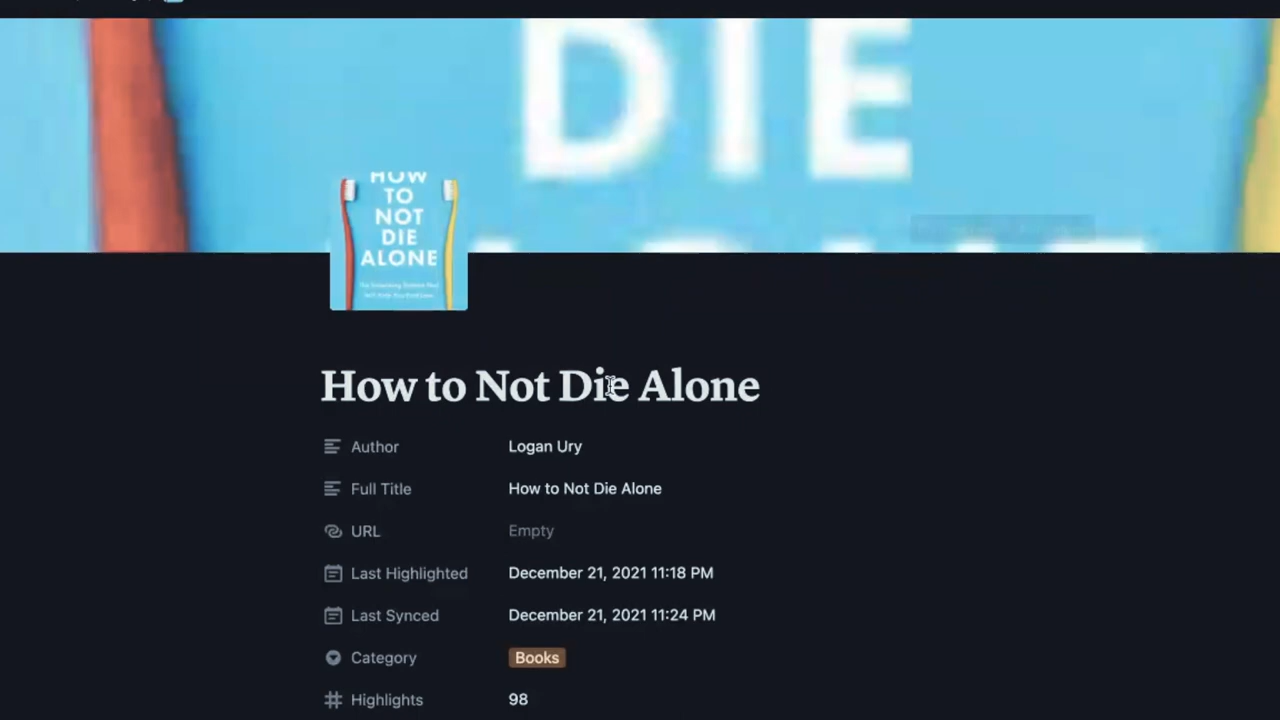 DIE
HOW
TO
NOT
DIE
ALONE
How to Not Die Alone
Author Logan Ury
Full Title How to Not Die Alone
URL Empty
Last Highlighted December 21, 2021 11:18 PM
Last Synced December 21, 2021 11:24 PM
Category Books
Highlights 98